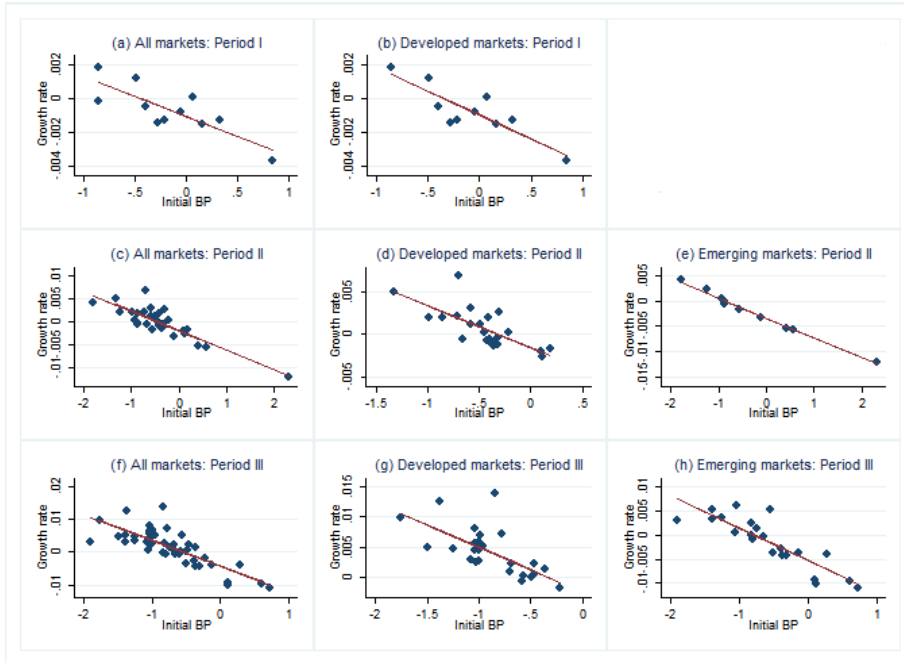 (a) All markets: Period I
Growth rate
-.004 -.002 0 .002
-1 -.5 0 .5 1
Initial BP
(b) Developed markets: Period I
Growth rate
-.004 -.002 0 .002
-1 -.5 0 .5 1
Initial BP
(c) All markets: Period II
Growth rate
-.01 -.005 0 .005 .01
-2 -1 0 1 2
Initial BP
(d) Developed markets: Period II
Growth rate
-.005 0 .005
-1.5 -1 -.5 0 .5
Initial BP
(e) Emerging markets: Period II
Growth rate
-.015 -.01 -.005 0 .005
-2 -1 0 1 2
Initial BP
(f) All markets: Period III
Growth rate
-.01 0 .01 .02
-2 -1 0 1
Initial BP
(g) Developed markets: Period III
Growth rate
0 .005 .01 .015
-2 -1.5 -1 -.5 0
Initial BP
(h) Emerging markets: Period III
Growth rate
-.01 -.005 0 .005 .01
-2 -1 0 1
Initial BP